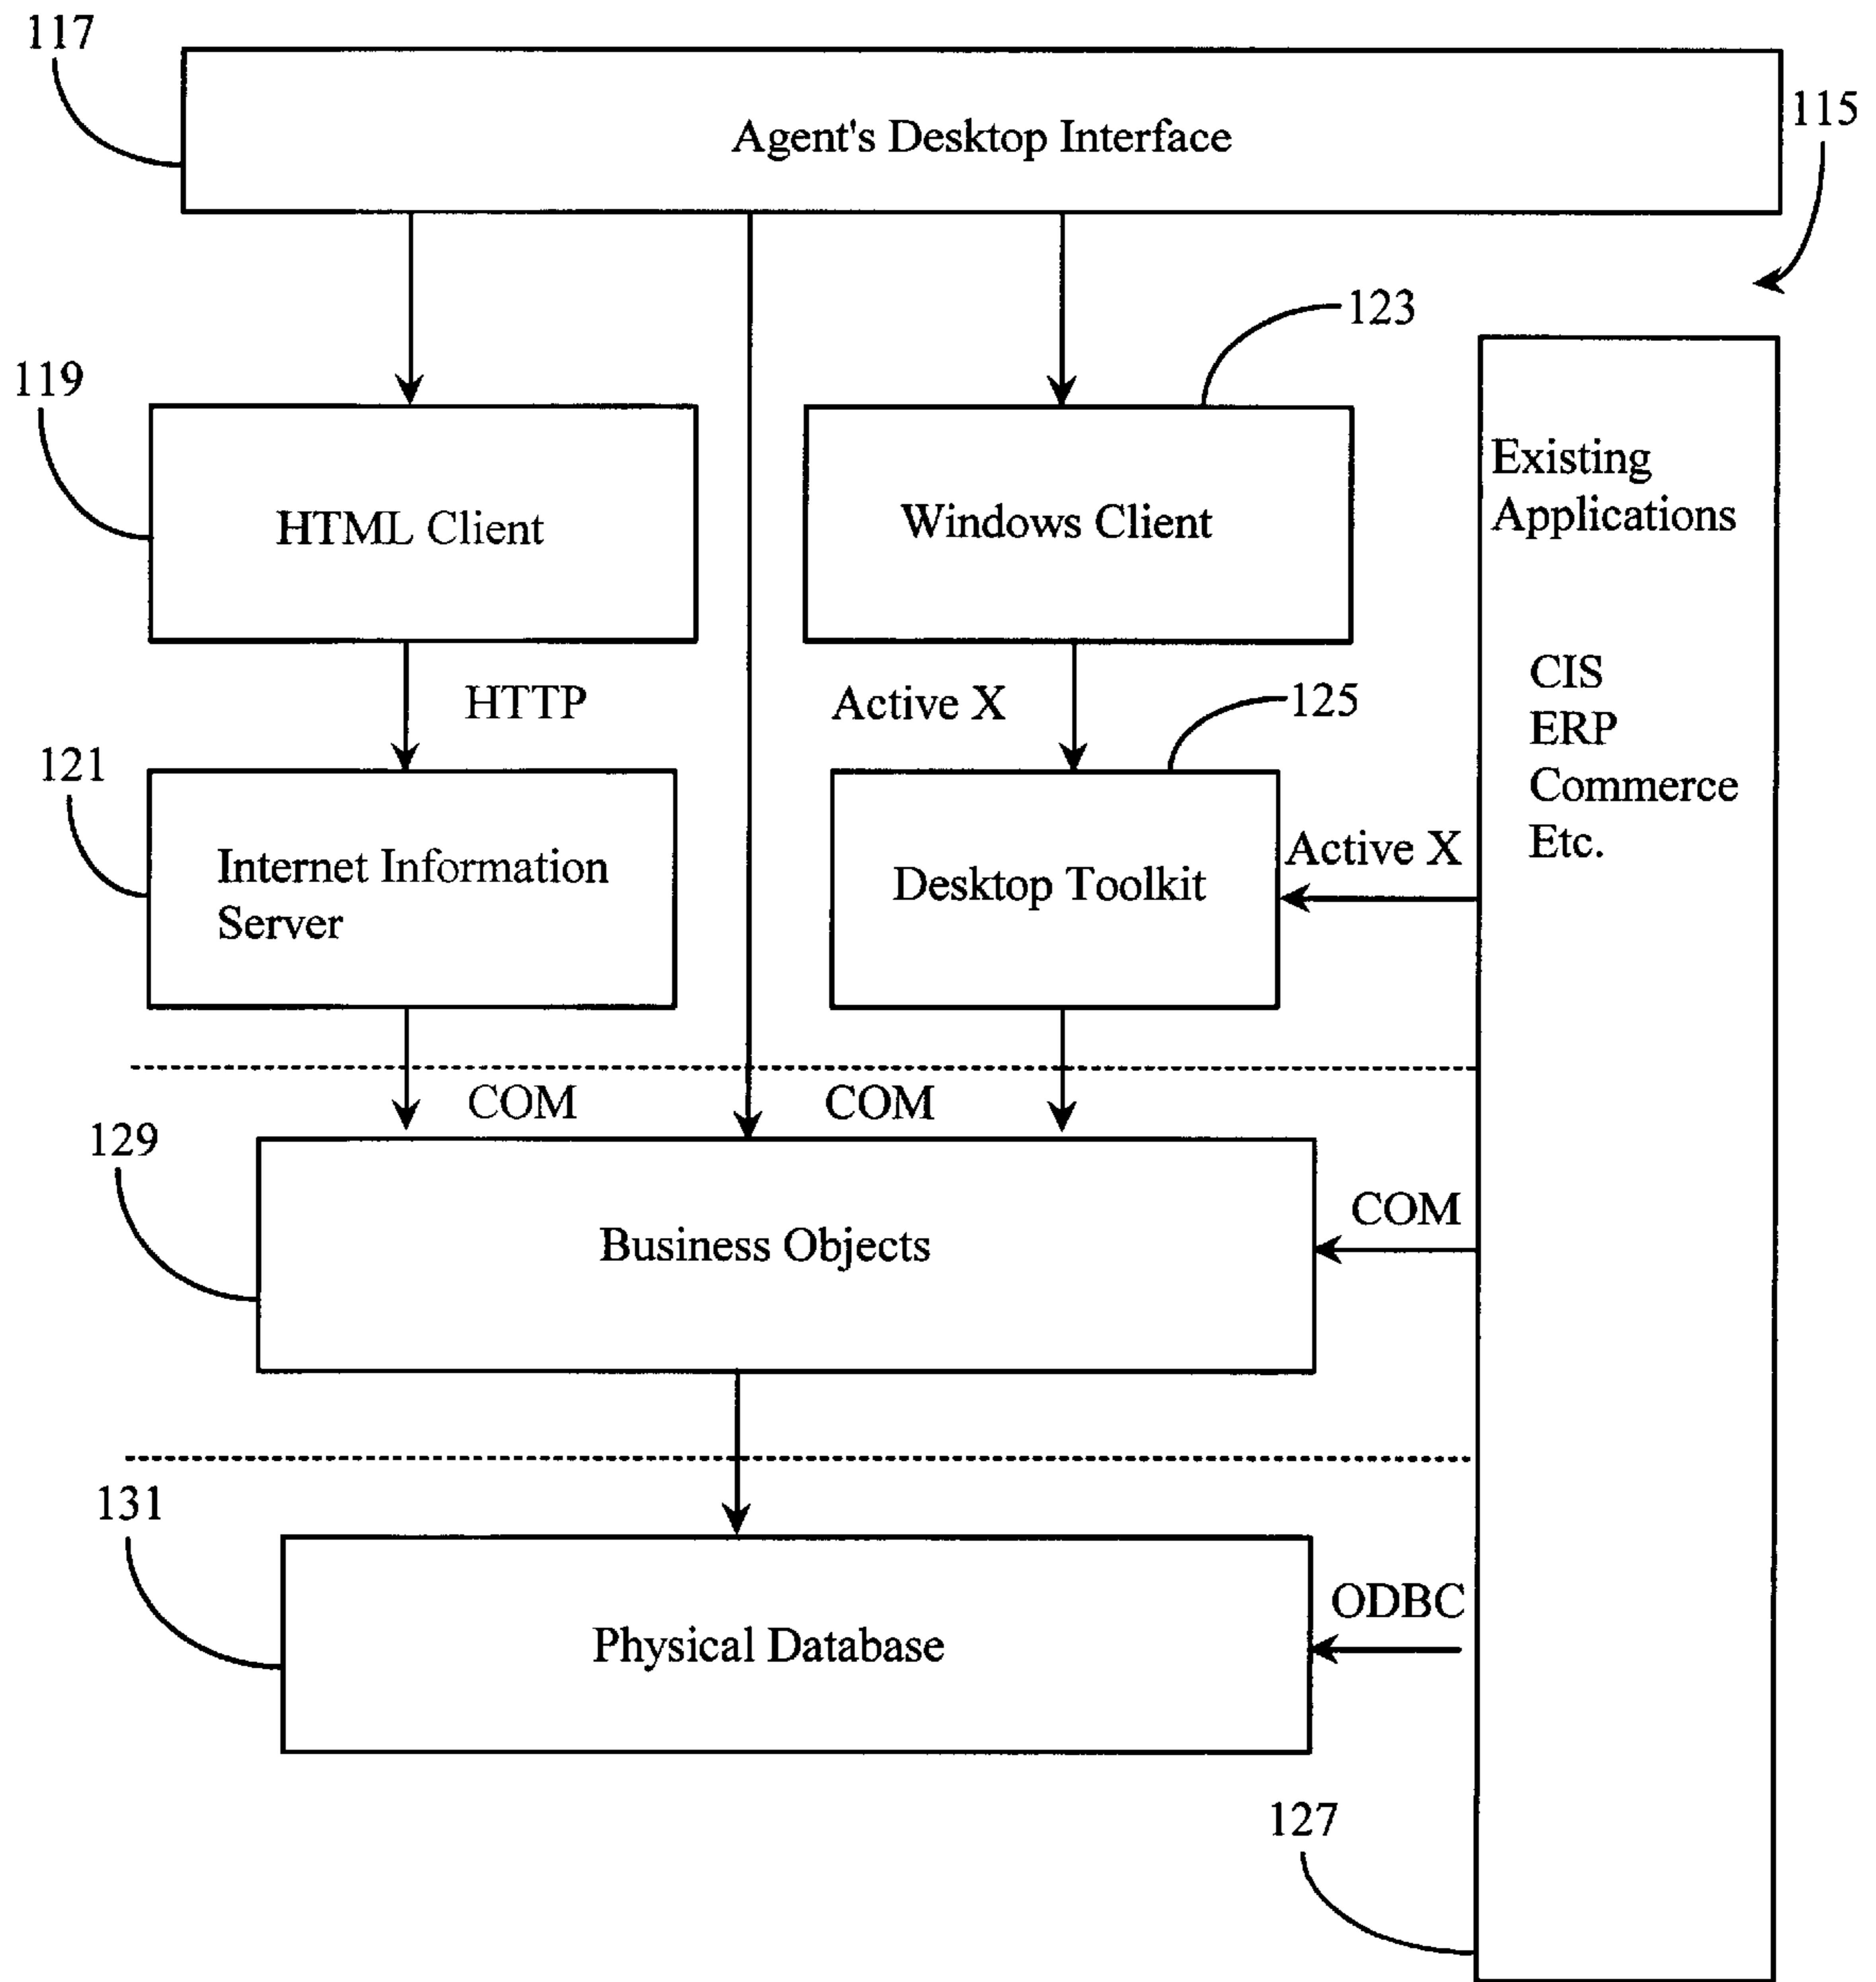 117
Agent's Desktop Interface
115
123
119
HTML Client
Windows Client
Existing
Applications
CIS
ERP
Commerce
Etc.
HTTP
Active X
125
121
Internet Information
Server
Desktop Toolkit
Active X
COM
COM
129
Business Objects
COM
131
Physical Database
ODBC
127